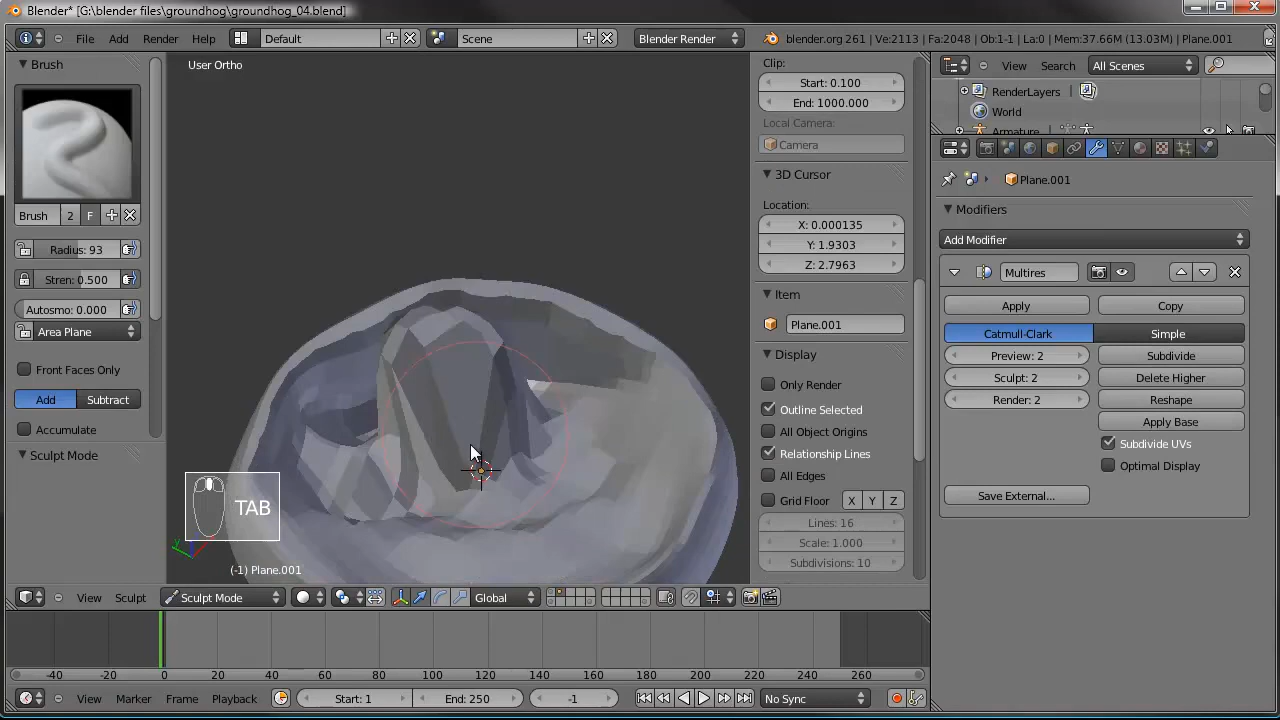 Blender* [G:\blender files\groundhog\groundhog_04.blend]
File Add Render Help Default Scene Blender Render blender.org 261 | Ve:2113 | Fa:2048 | Ob:1-1 | La:0 | Mem:37.66M (13.03M) | Plane.001
Brush
Brush 2 F
Radius: 93
Stren: 0.500
Autosmo: 0.000
Area Plane
Front Faces Only
Add Subtract
Accumulate
Sculpt Mode
User Ortho
TAB
y
(-1) Plane.001
Clip:
Start: 0.100
End: 1000.000
Local Camera:
Camera
3D Cursor
Location:
X: 0.000135
Y: 1.9303
Z: 2.7963
Item
Plane.001
Display
Only Render
Outline Selected
All Object Origins
Relationship Lines
All Edges
Grid Floor X Y Z
Lines: 16
Scale: 1.000
Subdivisions: 10
View Search All Scenes
RenderLayers
World
Armature
Plane.001
Modifiers
Add Modifier
Multires
Apply Copy
Catmull-Clark Simple
Preview: 2 Subdivide
Sculpt: 2 Delete Higher
Render: 2 Reshape
Apply Base
Subdivide UVs
Optimal Display
Save External...
View Sculpt Sculpt Mode Global
-40 -20 0 20 40 60 80 100 120 140 160 180 200 220 240 260
View Marker Frame Playback Start: 1 End: 250 -1 No Sync